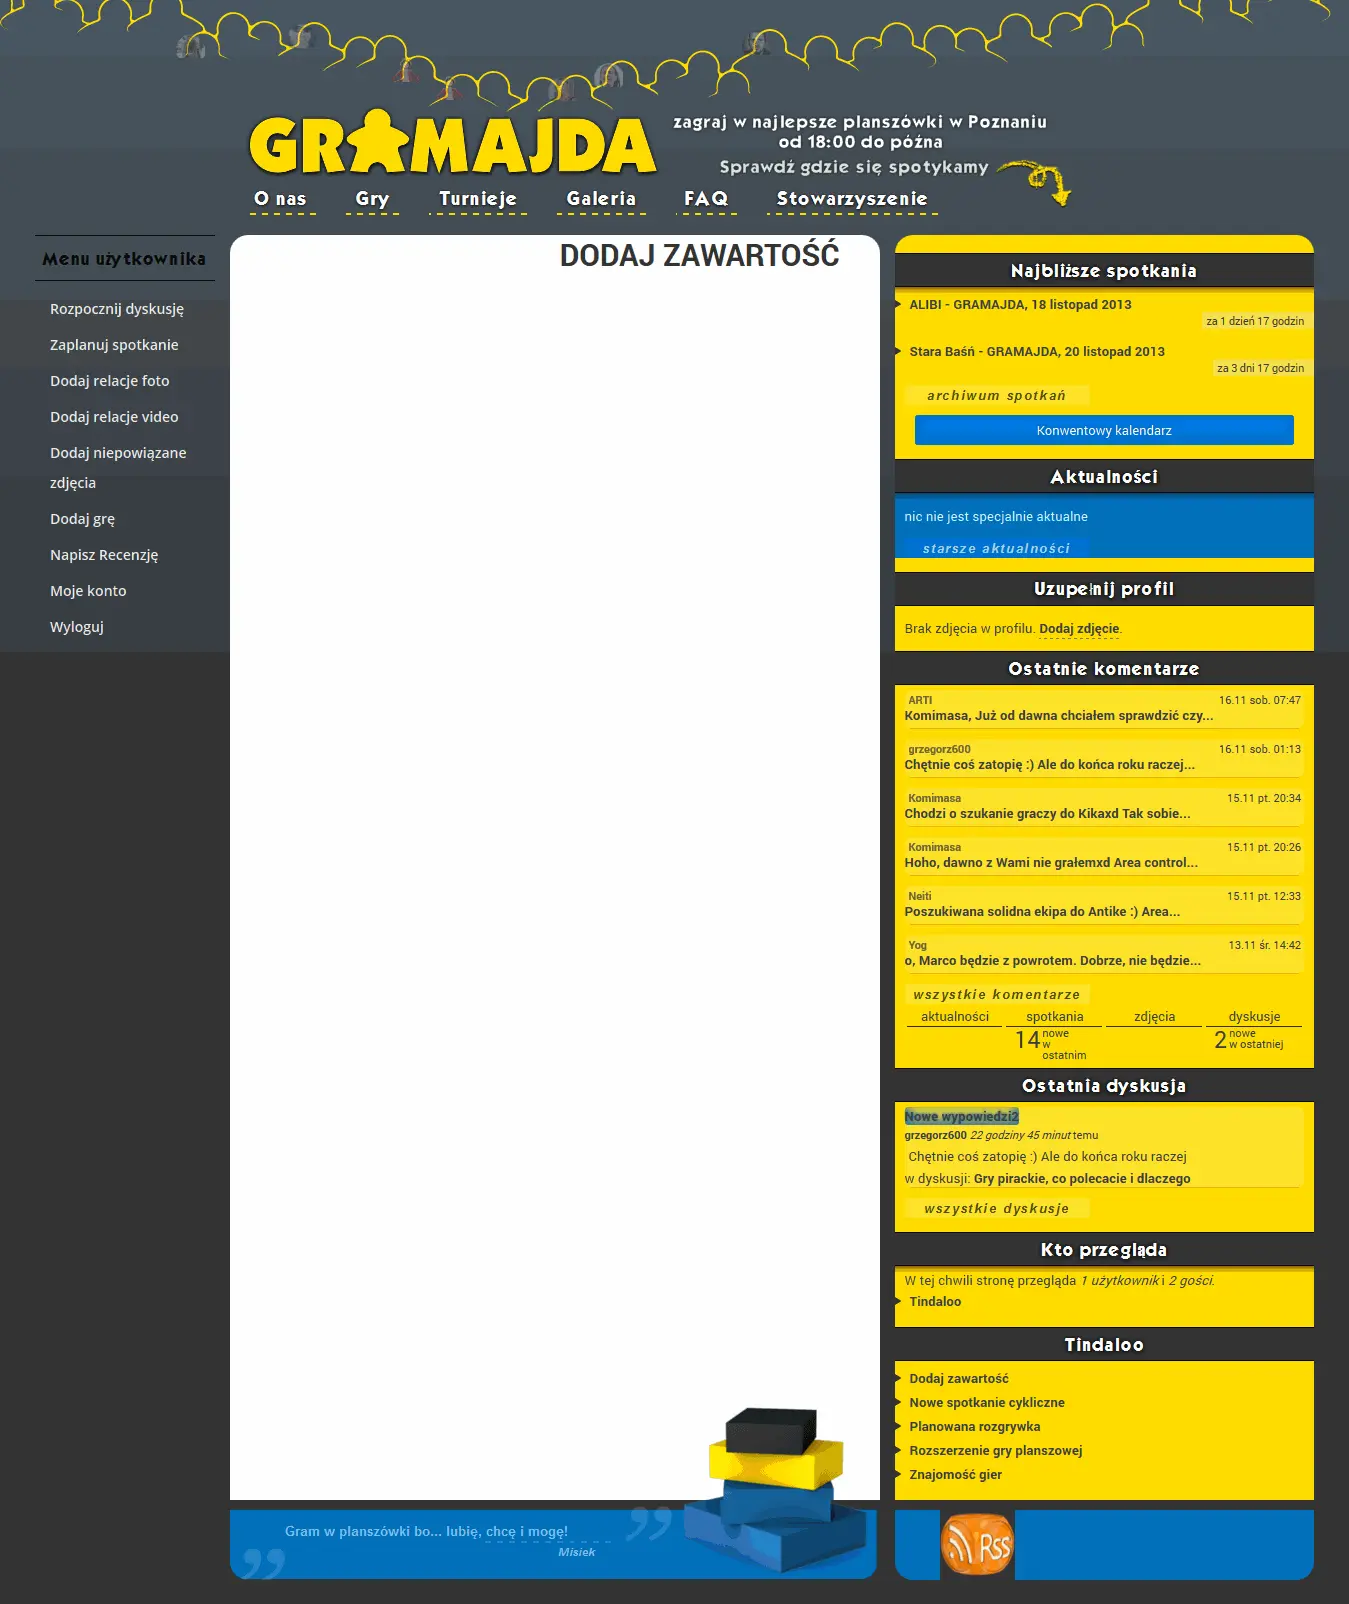 GRAMAJDA
zagraj w najlepsze planszówki w Poznaniu
od 18:00 do późna
Sprawdź gdzie się spotykamy
O nas Gry Turnieje Galeria FAQ Stowarzyszenie
Menu użytkownika
Rozpocznij dyskusję
Zaplanuj spotkanie
Dodaj relacje foto
Dodaj relacje video
Dodaj niepowiązane
zdjęcia
Dodaj grę
Napisz Recenzję
Moje konto
Wyloguj
DODAJ ZAWARTOŚĆ
Najbliższe spotkania
ALIBI - GRAMAJDA, 18 listopad 2013
za 1 dzień 17 godzin
Stara Baśń - GRAMAJDA, 20 listopad 2013
za 3 dni 17 godzin
archiwum spotkań
Konwentowy kalendarz
Aktualności
nic nie jest specjalnie aktualne
starsze aktualności
Uzupełnij profil
Brak zdjęcia w profilu. Dodaj zdjęcie.
Ostatnie komentarze
ARTI 16.11 sob. 07:47
Komimasa, Już od dawna chciałem sprawdzić czy...
grzegorz600 16.11 sob. 01:13
Chętnie coś zatopię :) Ale do końca roku raczej...
Komimasa 15.11 pt. 20:34
Chodzi o szukanie graczy do Kikaxd Tak sobie...
Komimasa 15.11 pt. 20:26
Hoho, dawno z Wami nie grałemxd Area control...
Neiti 15.11 pt. 12:33
Poszukiwana solidna ekipa do Antike :) Area...
Yog 13.11 śr. 14:42
o, Marco będzie z powrotem. Dobrze, nie będzie...
wszystkie komentarze
aktualności spotkania zdjęcia dyskusje
14 nowe 2 nowe
w w ostatniej
ostatnim
Ostatnia dyskusja
Nowe wypowiedzi2
grzegorz600 22 godziny 45 minut temu
Chętnie coś zatopię :) Ale do końca roku raczej
w dyskusji: Gry pirackie, co polecacie i dlaczego
wszystkie dyskusje
Kto przegląda
W tej chwili stronę przegląda 1 użytkownik i 2 gości.
Tindaloo
Tindaloo
Dodaj zawartość
Nowe spotkanie cykliczne
Planowana rozgrywka
Rozszerzenie gry planszowej
Znajomość gier
Gram w planszówki bo... lubię, chcę i mogę!
Misiek
Rss